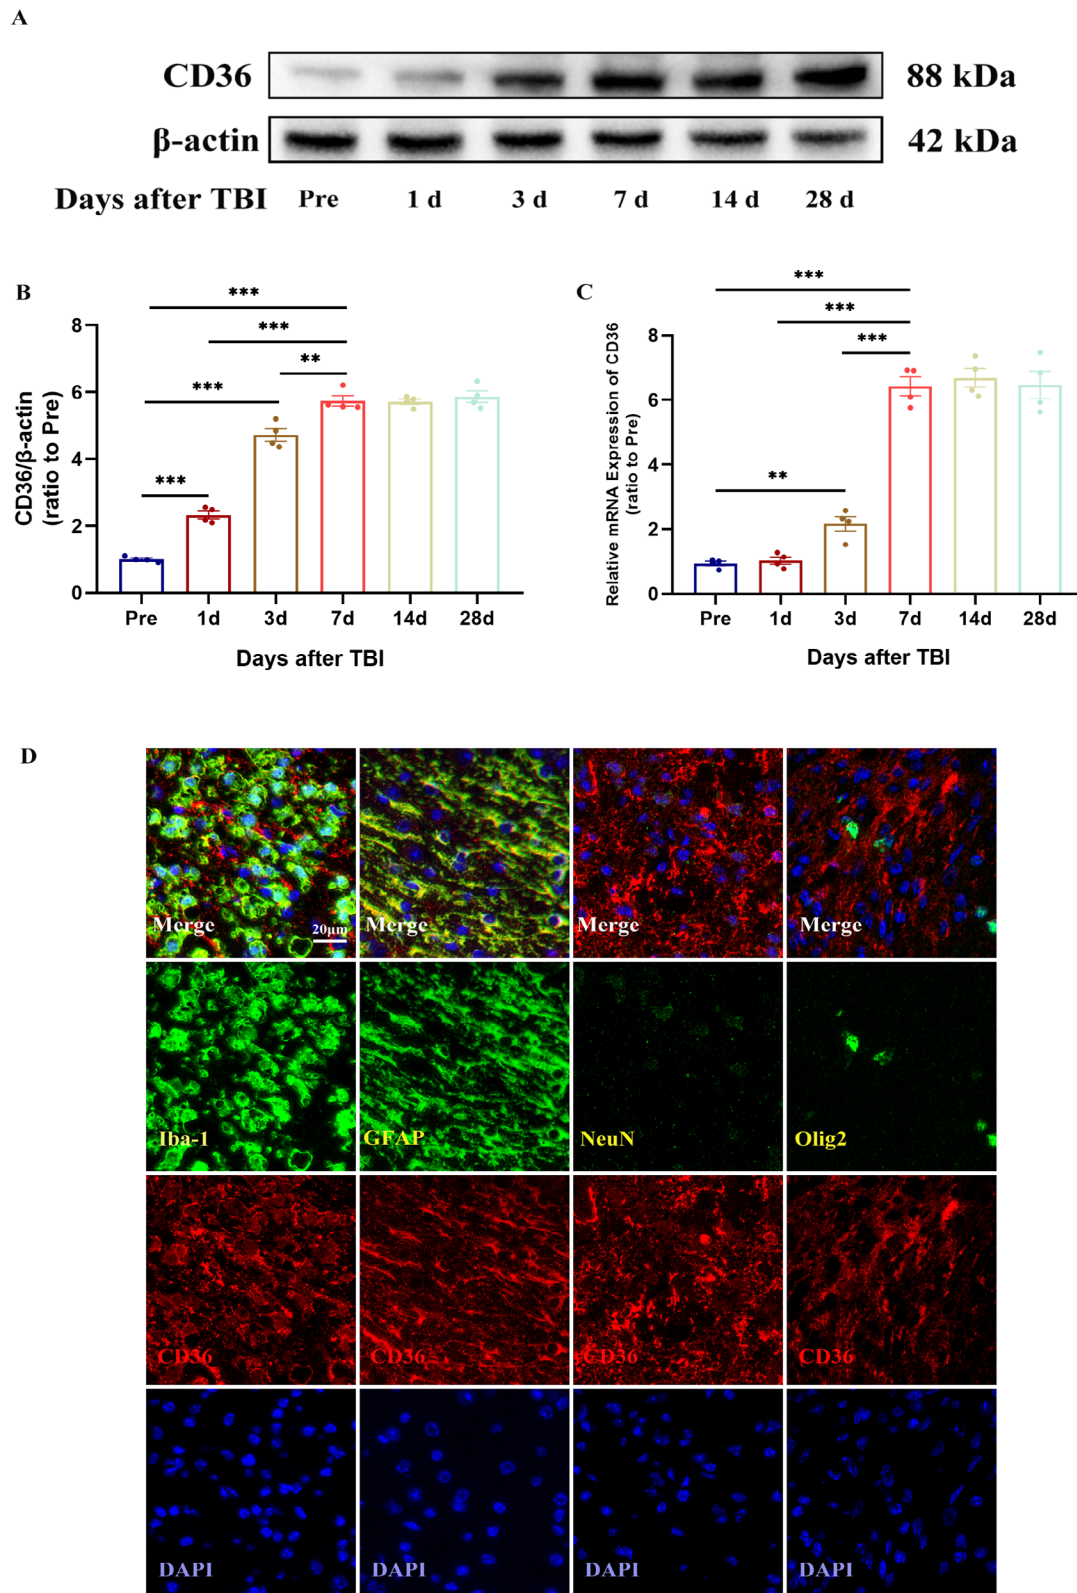 A
CD36
88 kDa
β-actin
42 kDa
Days after TBI Pre 1 d 3 d 7 d 14 d 28 d
B
***
***
**
***
***
CD36/β-actin
(ratio to Pre)
8
6
4
2
0
Pre 1d 3d 7d 14d 28d
Days after TBI
C
***
***
***
**
Relative mRNA Expression of CD36
(ratio to Pre)
8
6
4
2
0
Pre 1d 3d 7d 14d 28d
Days after TBI
D
Merge
20μm
Merge
Merge
Merge
Iba-1
GFAP
NeuN
Olig2
CD36
CD36
CD36
CD36
DAPI
DAPI
DAPI
DAPI